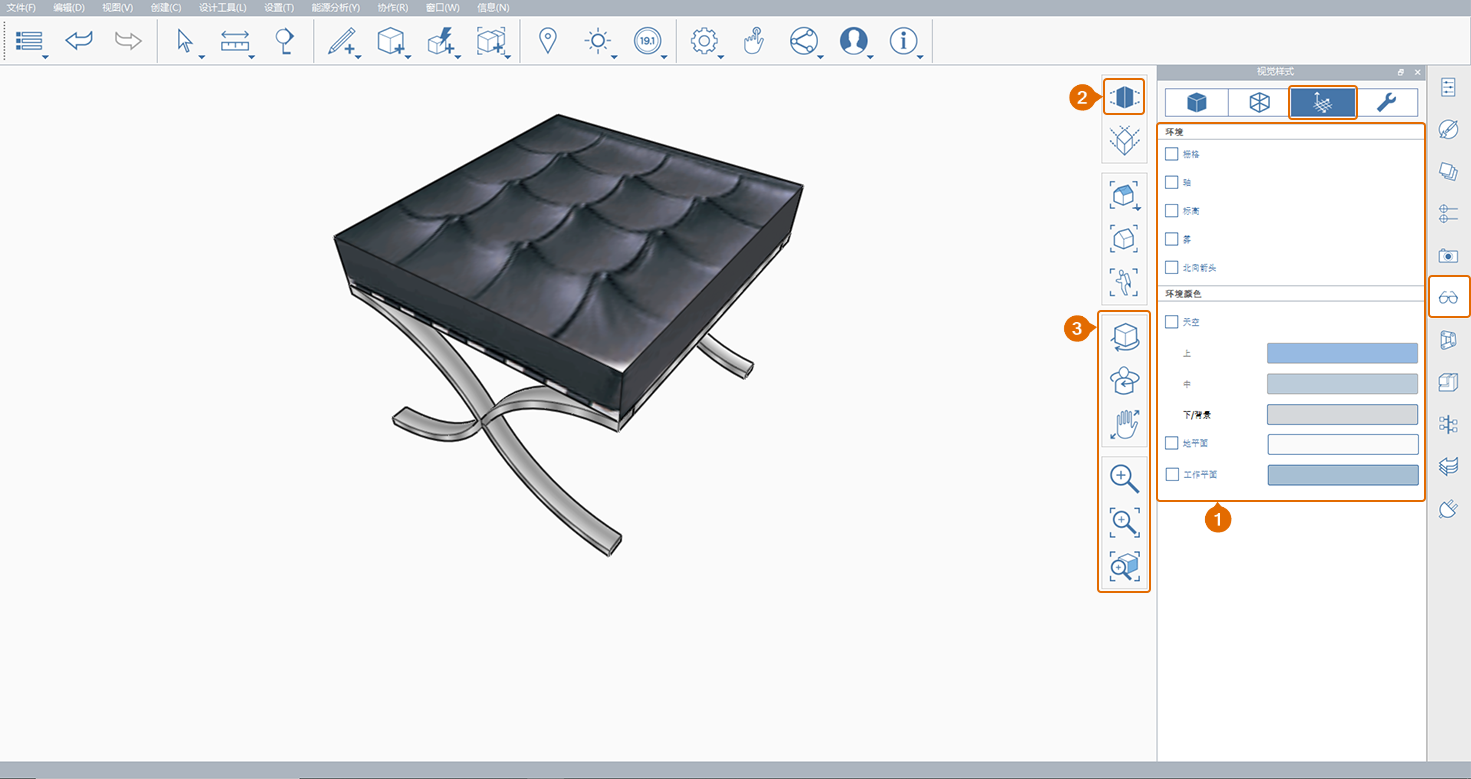 文件(F) 编辑(D) 视图(V) 创建(C) 设计工具(L) 设置(T) 能源分析(Y) 协作(R) 窗口(W) 信息(N)
19.1
视觉样式
2
环境
栅格
轴
标高
雾
北向箭头
环境颜色
天空
3
上
中
下/背景
地平面
工作平面
1